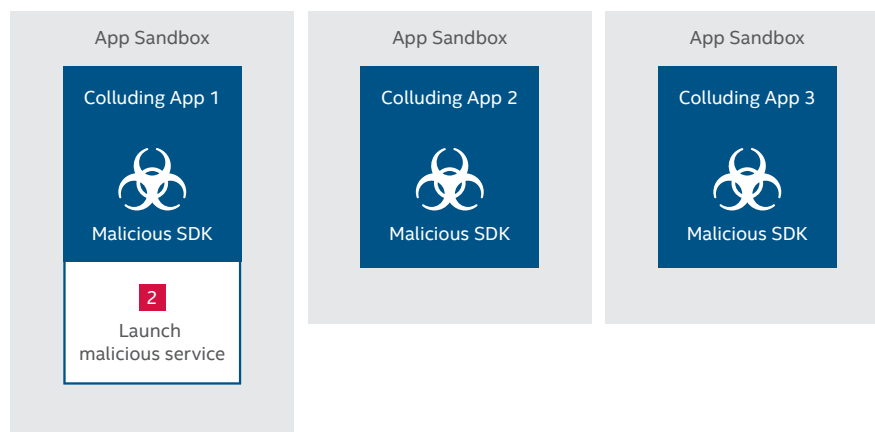 App Sandbox
Colluding App 1
Malicious SDK
2
Launch
malicious service
App Sandbox
Colluding App 2
Malicious SDK
App Sandbox
Colluding App 3
Malicious SDK